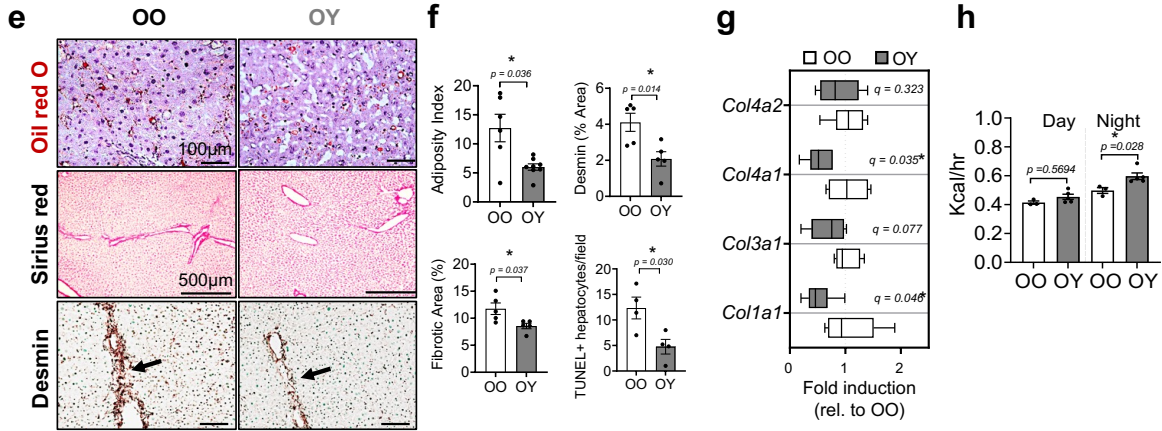 e
OO
OY
Oil red O
100µm
Sirius red
500µm
Desmin
f
Adiposity Index
*
p = 0.036
20
15
10
5
0
OO OY
Desmin (% Area)
*
p = 0.014
6
4
2
0
OO OY
Fibrotic Area (%)
*
p = 0.037
20
15
10
5
0
OO OY
TUNEL+ hepatocytes/field
*
p = 0.030
20
15
10
5
0
OO OY
g
OO OY
Col4a2
q = 0.323
Col4a1
q = 0.035*
Col3a1
q = 0.077
Col1a1
q = 0.046*
0 1 2
Fold induction
(rel. to OO)
h
Day Night
*
p =0.5694
p =0.028
Kcal/hr
1.0
0.8
0.6
0.4
0.2
0.0
OO OY OO OY